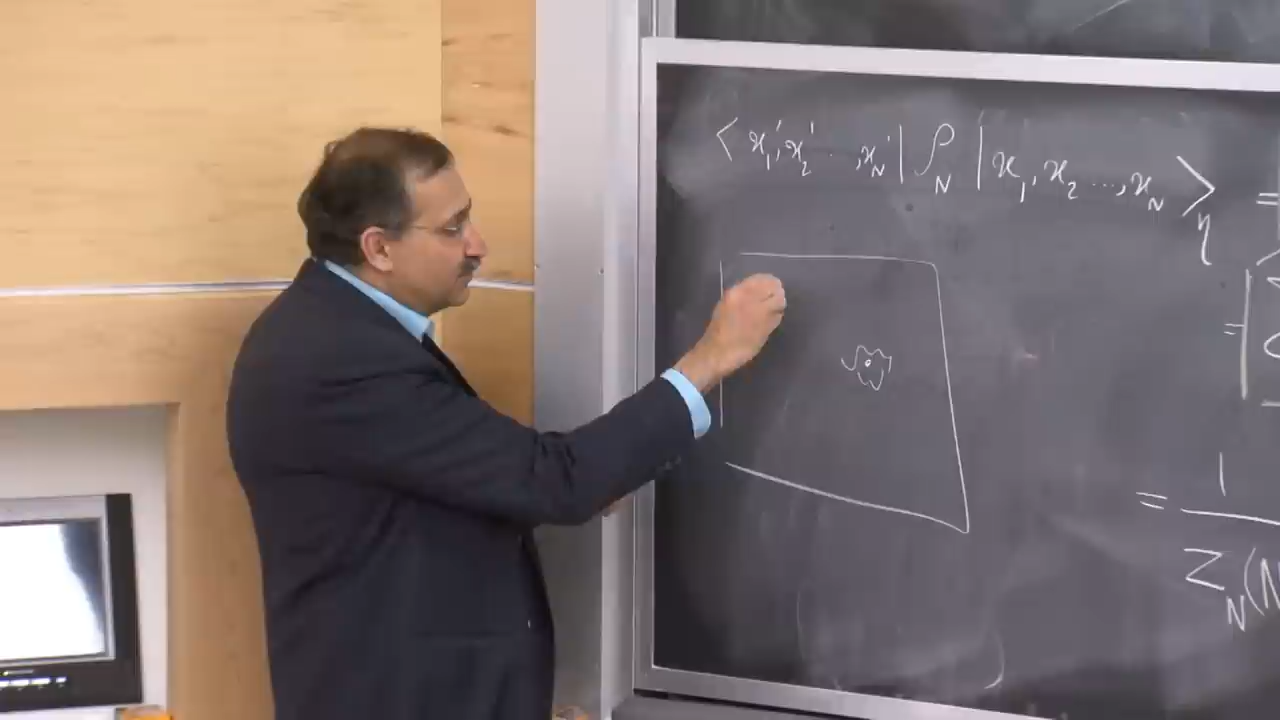 < x₁', x₂' ..., x_N' | ρ_N | x₁, x₂ ..., x_N >_η =
= |
= 1
Z_N(N